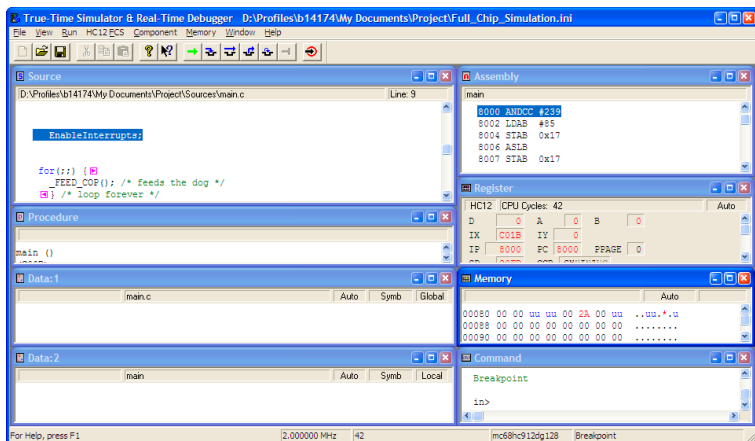 True-Time Simulator & Real-Time Debugger   D:\Profiles\b14174\My Documents\Project\Full_Chip_Simulation.ini
File View Run HC12FCS Component Memory Window Help
Source
D:\Profiles\b14174\My Documents\Project\Sources\main.c Line: 9
EnableInterrupts;
for(;;) {
_FEED_COP(); /* feeds the dog */
} /* loop forever */
Procedure
main ()
Data:1
main.c Auto Symb Global
Data:2
main Auto Symb Local
Assembly
main
8000 ANDCC #239
8002 LDAB #85
8004 STAB 0x17
8006 ASLB
8007 STAB 0x17
Register
HC12 CPU Cycles: 42 Auto
D 0 A 0 B 0
IX C01B IY 0
IP 8000 PC 8000 PPAGE 0
Memory
Auto
00080 00 00 uu uu 00 2A 00 uu ..uu.*.u
00088 00 00 00 00 00 00 00 00 ........
00090 00 00 00 00 00 00 00 00 ........
Command
Breakpoint
in>
For Help, press F1 2.000000 MHz 42 mc68hc912dg128 Breakpoint